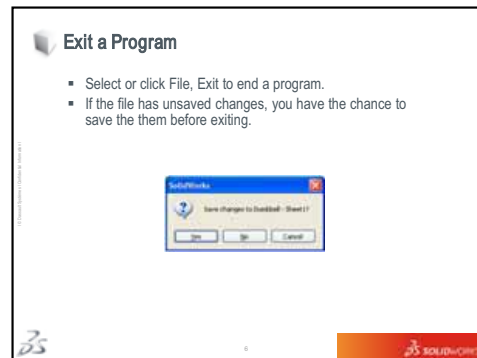 Exit a Program
▪ Select or click File, Exit to end a program.
▪ If the file has unsaved changes, you have the chance to
save the them before exiting.
SolidWorks
Save changes to Dumbbell - Sheet1?
Yes
No
Cancel
6
SOLIDWORKS